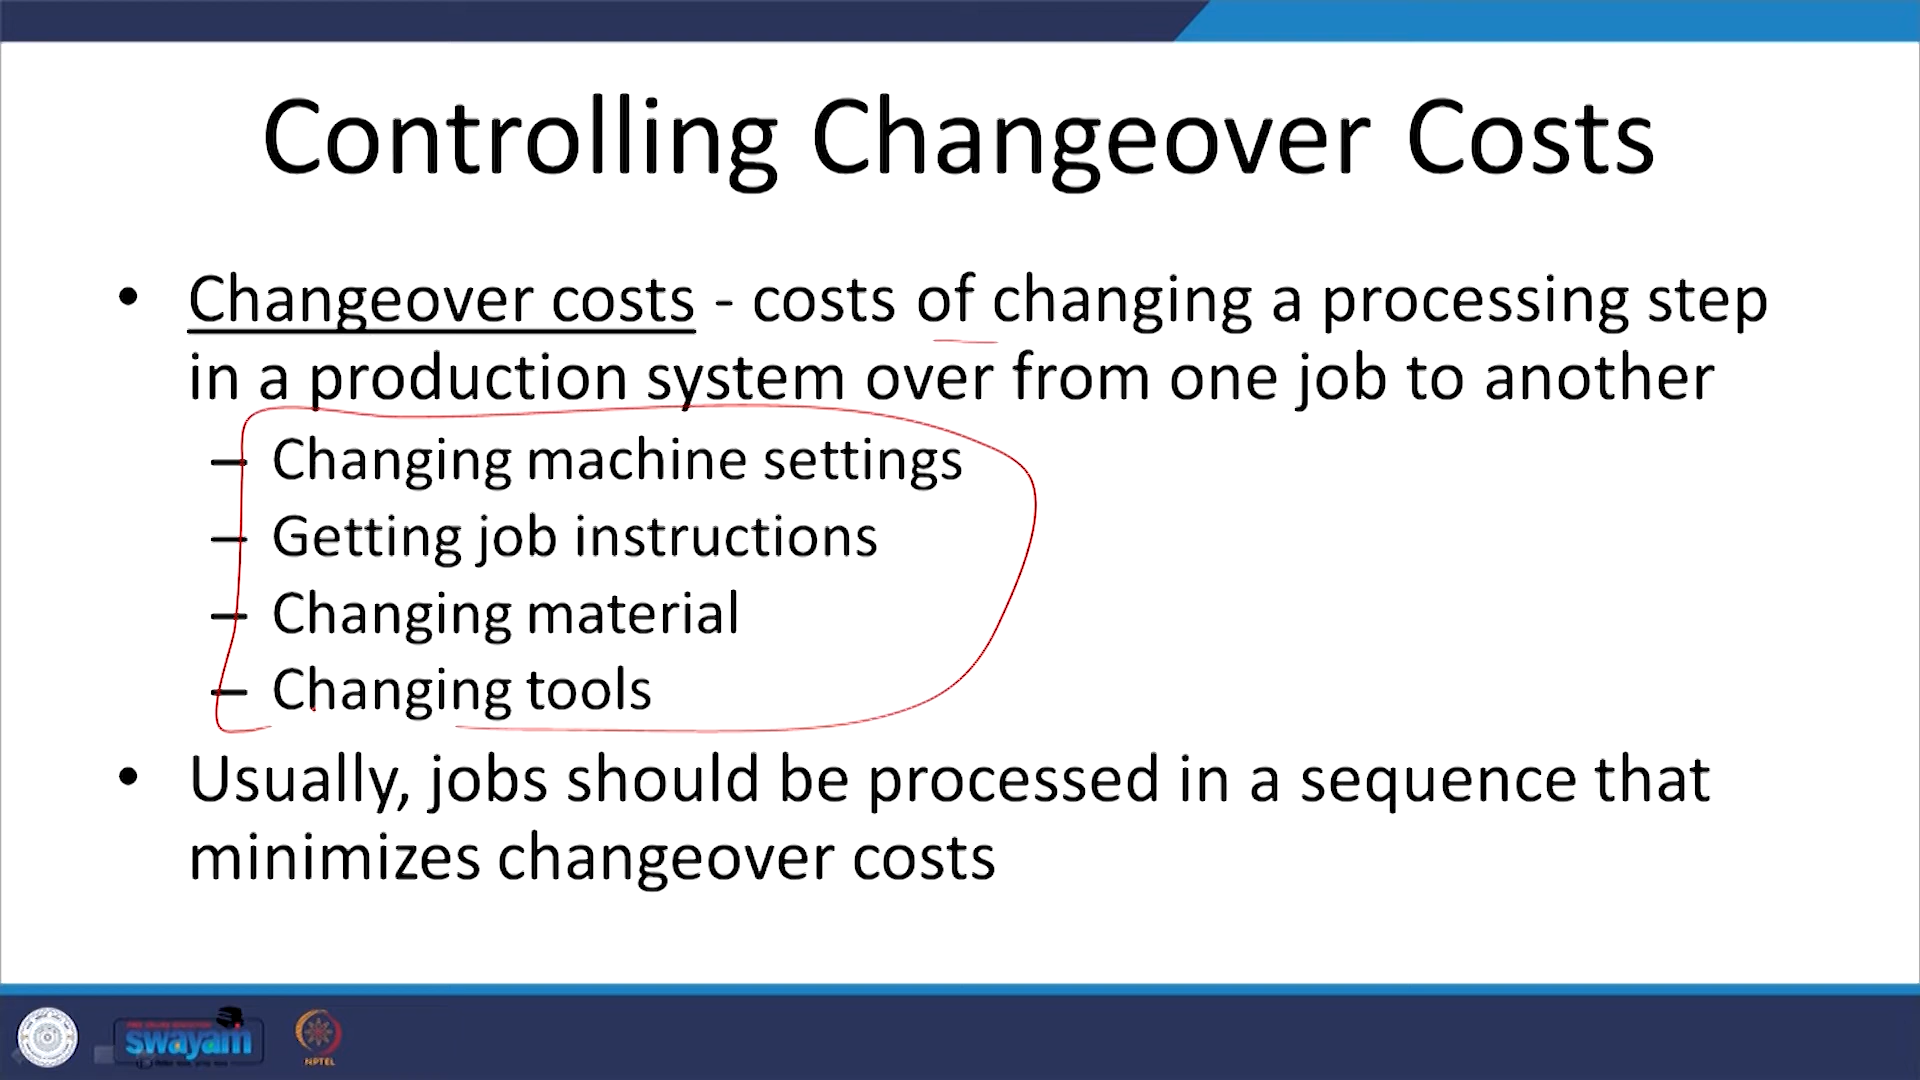 Controlling Changeover Costs
• Changeover costs - costs of changing a processing step
in a production system over from one job to another
– Changing machine settings
– Getting job instructions
– Changing material
– Changing tools
• Usually, jobs should be processed in a sequence that
minimizes changeover costs
swayam
NPTEL